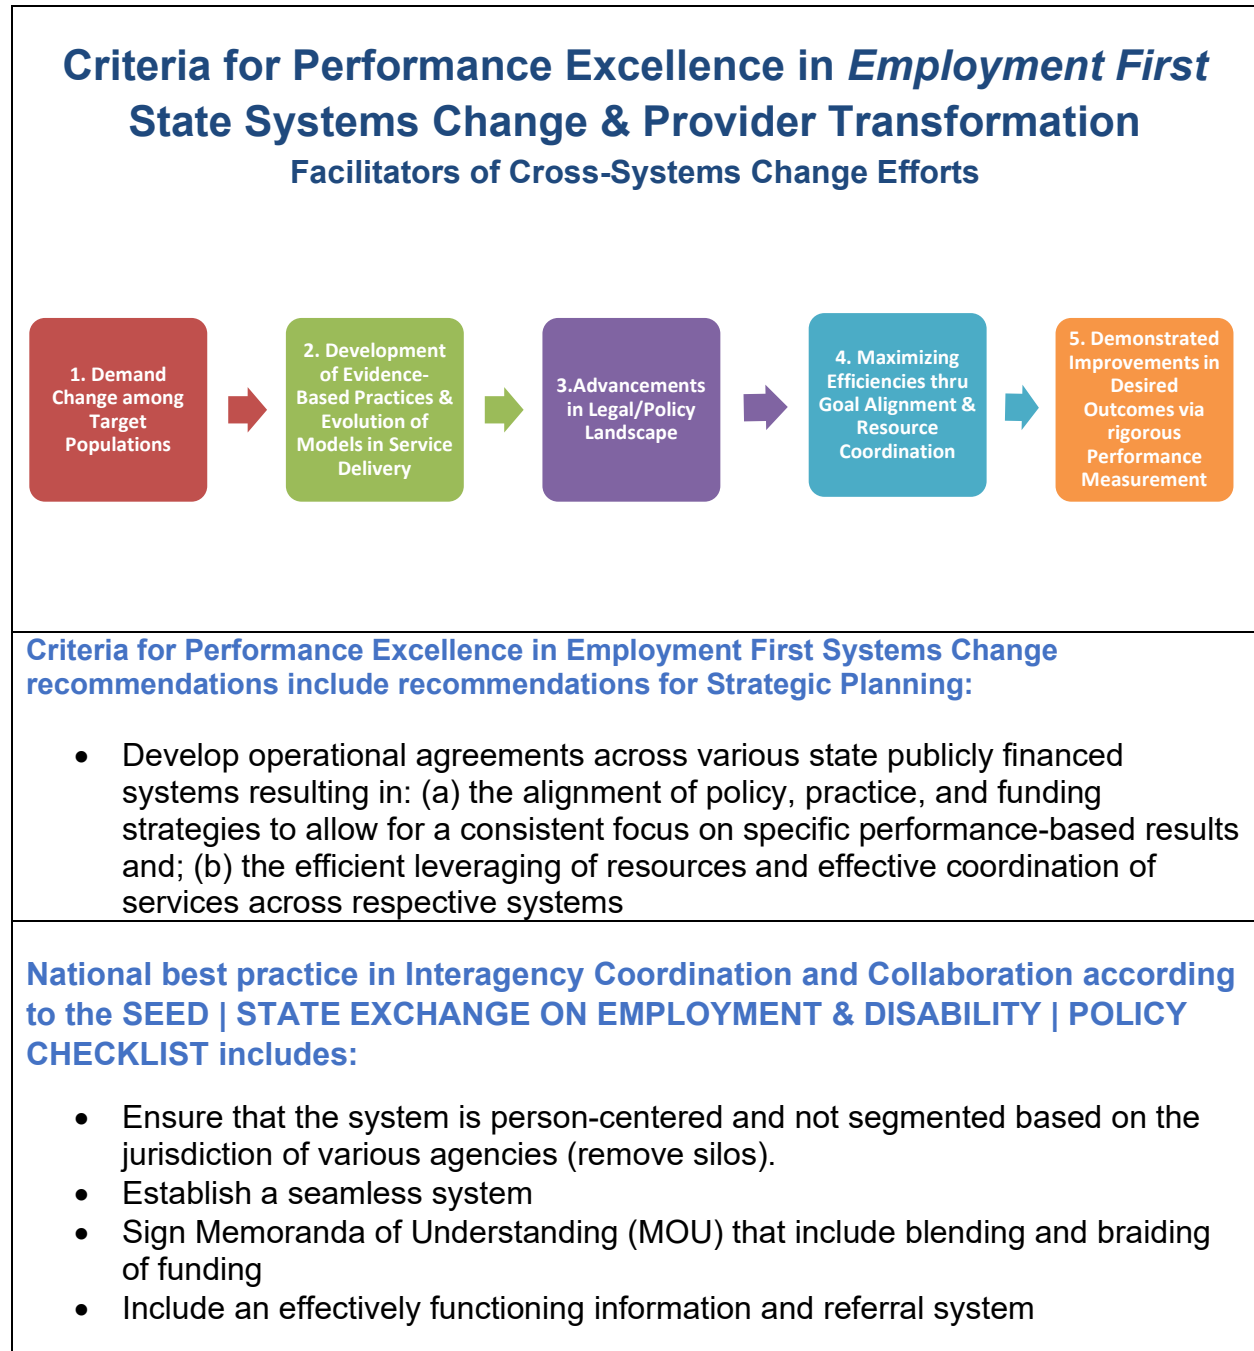 Criteria for Performance Excellence in Employment First
State Systems Change & Provider Transformation
Facilitators of Cross-Systems Change Efforts
1. Demand
Change among
Target
Populations
2. Development
of Evidence-
Based Practices &
Evolution of
Models in Service
Delivery
3.Advancements
in Legal/Policy
Landscape
4. Maximizing
Efficiencies thru
Goal Alignment &
Resource
Coordination
5. Demonstrated
Improvements in
Desired
Outcomes via
rigorous
Performance
Measurement
Criteria for Performance Excellence in Employment First Systems Change
recommendations include recommendations for Strategic Planning:
• Develop operational agreements across various state publicly financed
systems resulting in: (a) the alignment of policy, practice, and funding
strategies to allow for a consistent focus on specific performance-based results
and; (b) the efficient leveraging of resources and effective coordination of
services across respective systems
National best practice in Interagency Coordination and Collaboration according
to the SEED | STATE EXCHANGE ON EMPLOYMENT & DISABILITY | POLICY
CHECKLIST includes:
• Ensure that the system is person-centered and not segmented based on the
jurisdiction of various agencies (remove silos).
• Establish a seamless system
• Sign Memoranda of Understanding (MOU) that include blending and braiding
of funding
• Include an effectively functioning information and referral system